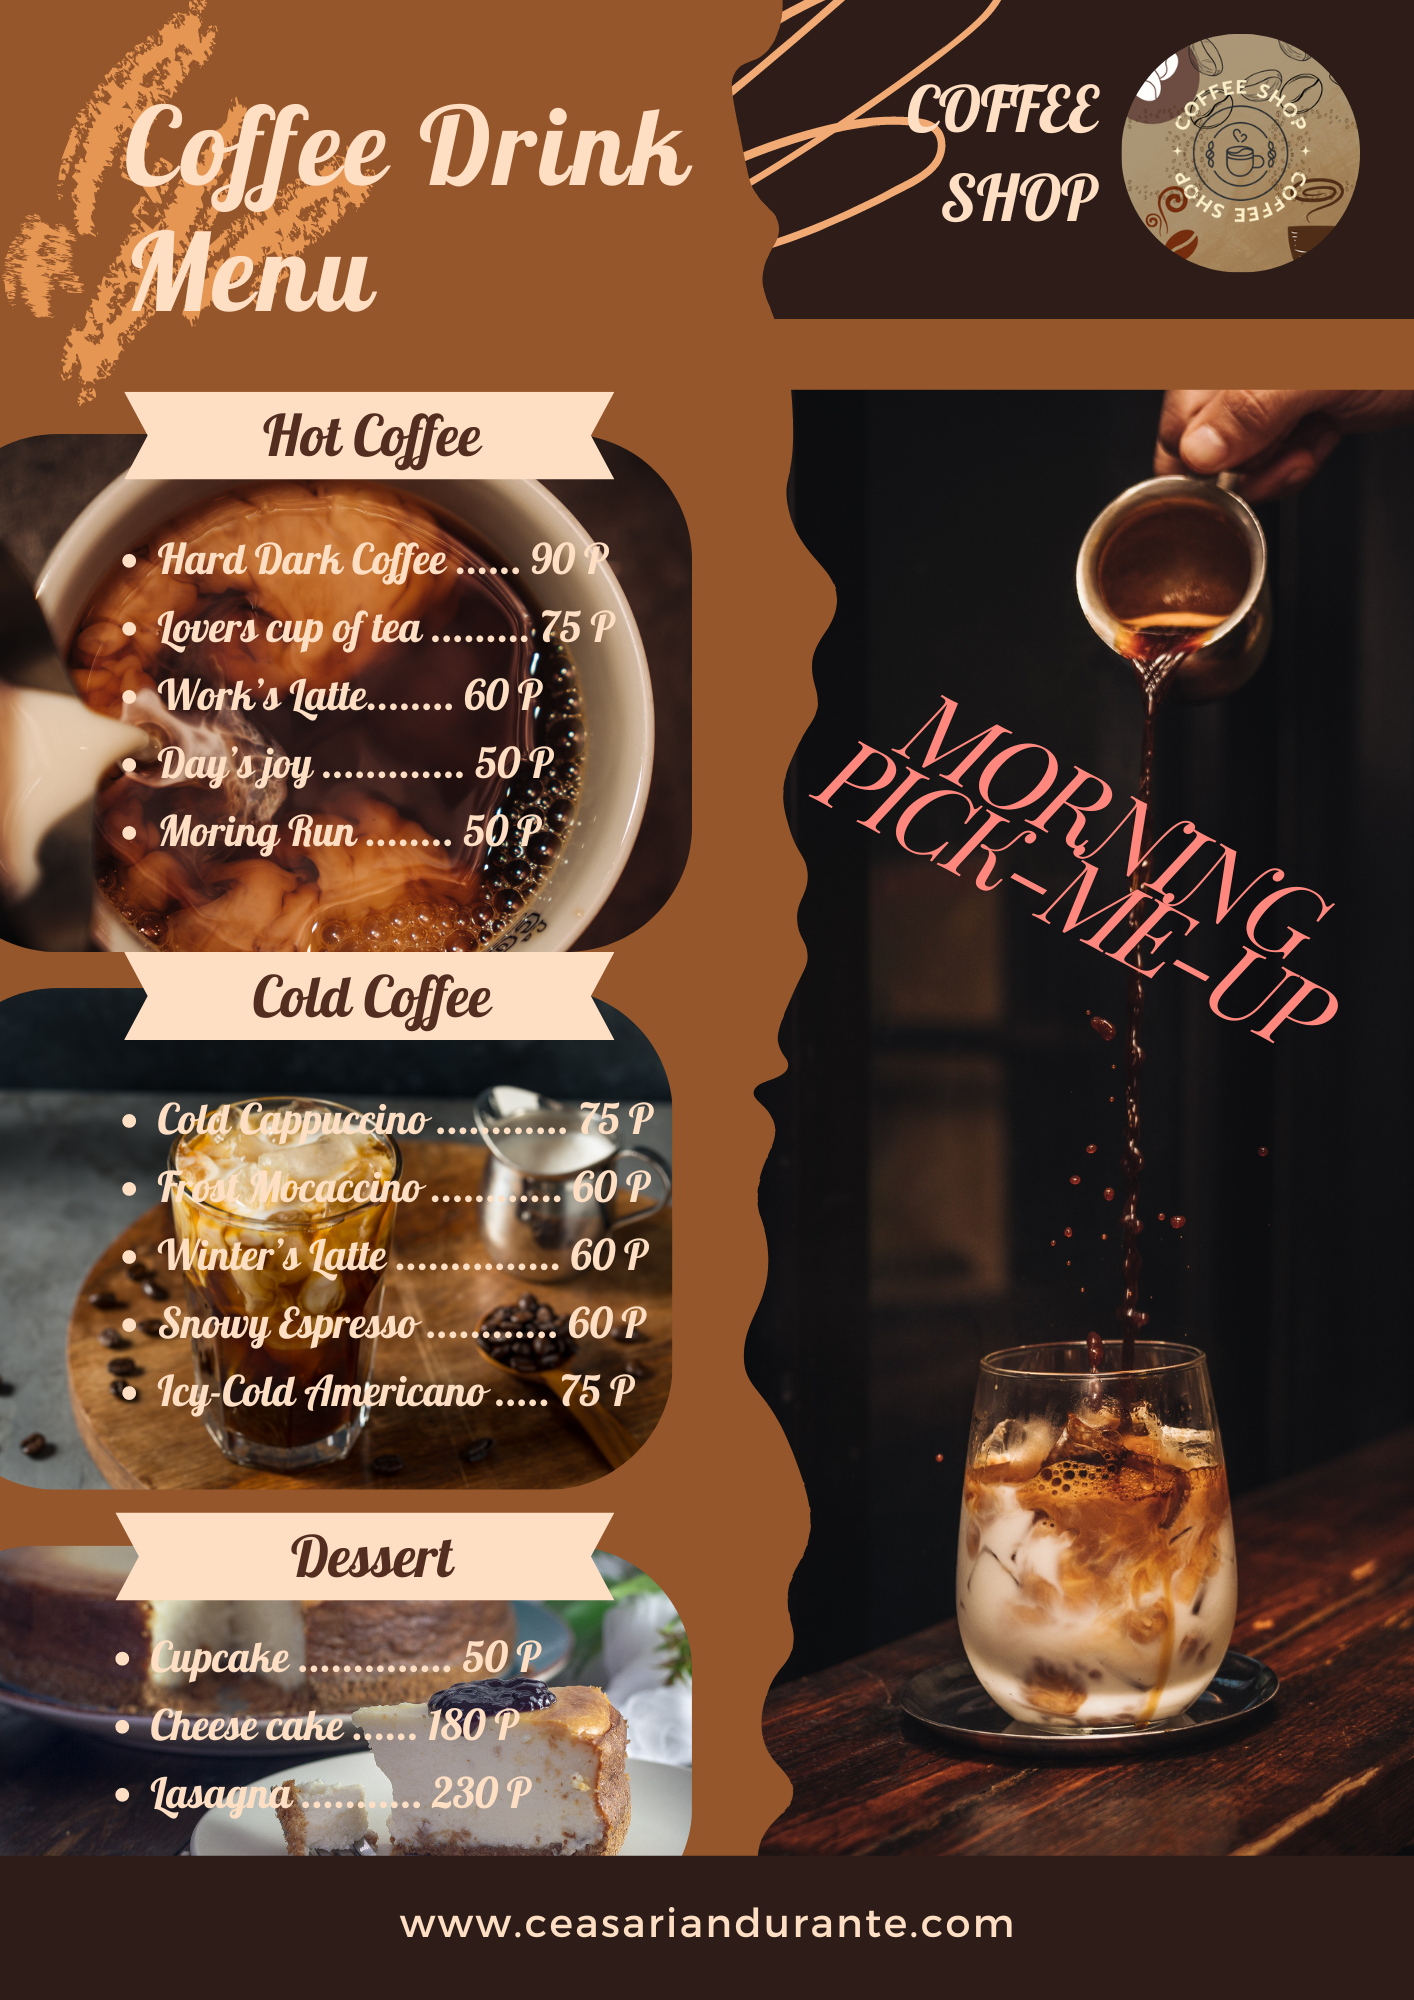 Coffee Drink
Menu
COFFEE
SHOP
COFFEE SHOP
COFFEE SHOP
Hot Coffee
• Hard Dark Coffee ...... 90 P
• Lovers cup of tea ......... 75 P
• Work's Latte........ 60 P
• Day's joy ............. 50 P
• Moring Run ........ 50 P
Cold Coffee
• Cold Cappuccino ............ 75 P
• Frost Mocaccino ............ 60 P
• Winter's Latte ............... 60 P
• Snowy Espresso ............ 60 P
• Icy-Cold Americano ..... 75 P
Dessert
• Cupcake .............. 50 P
• Cheese cake ...... 180 P
• Lasagna ........... 230 P
MORNING
PICK-ME-UP
www.ceasariandurante.com